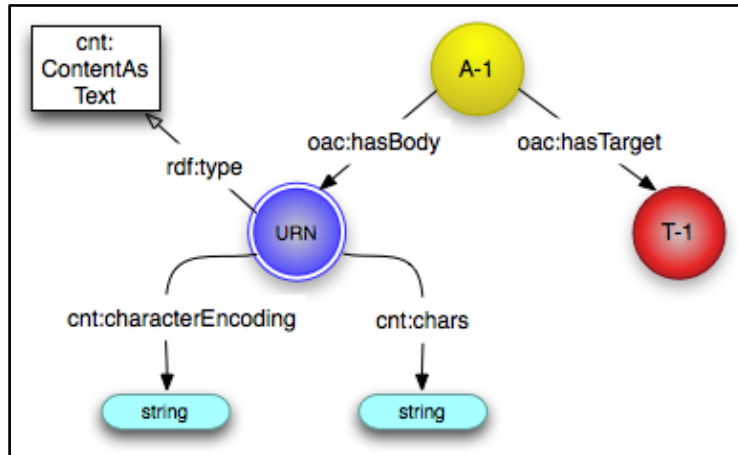 cnt:
ContentAs
Text
A-1
oac:hasBody
oac:hasTarget
rdf:type
URN
T-1
cnt:characterEncoding
cnt:chars
string
string